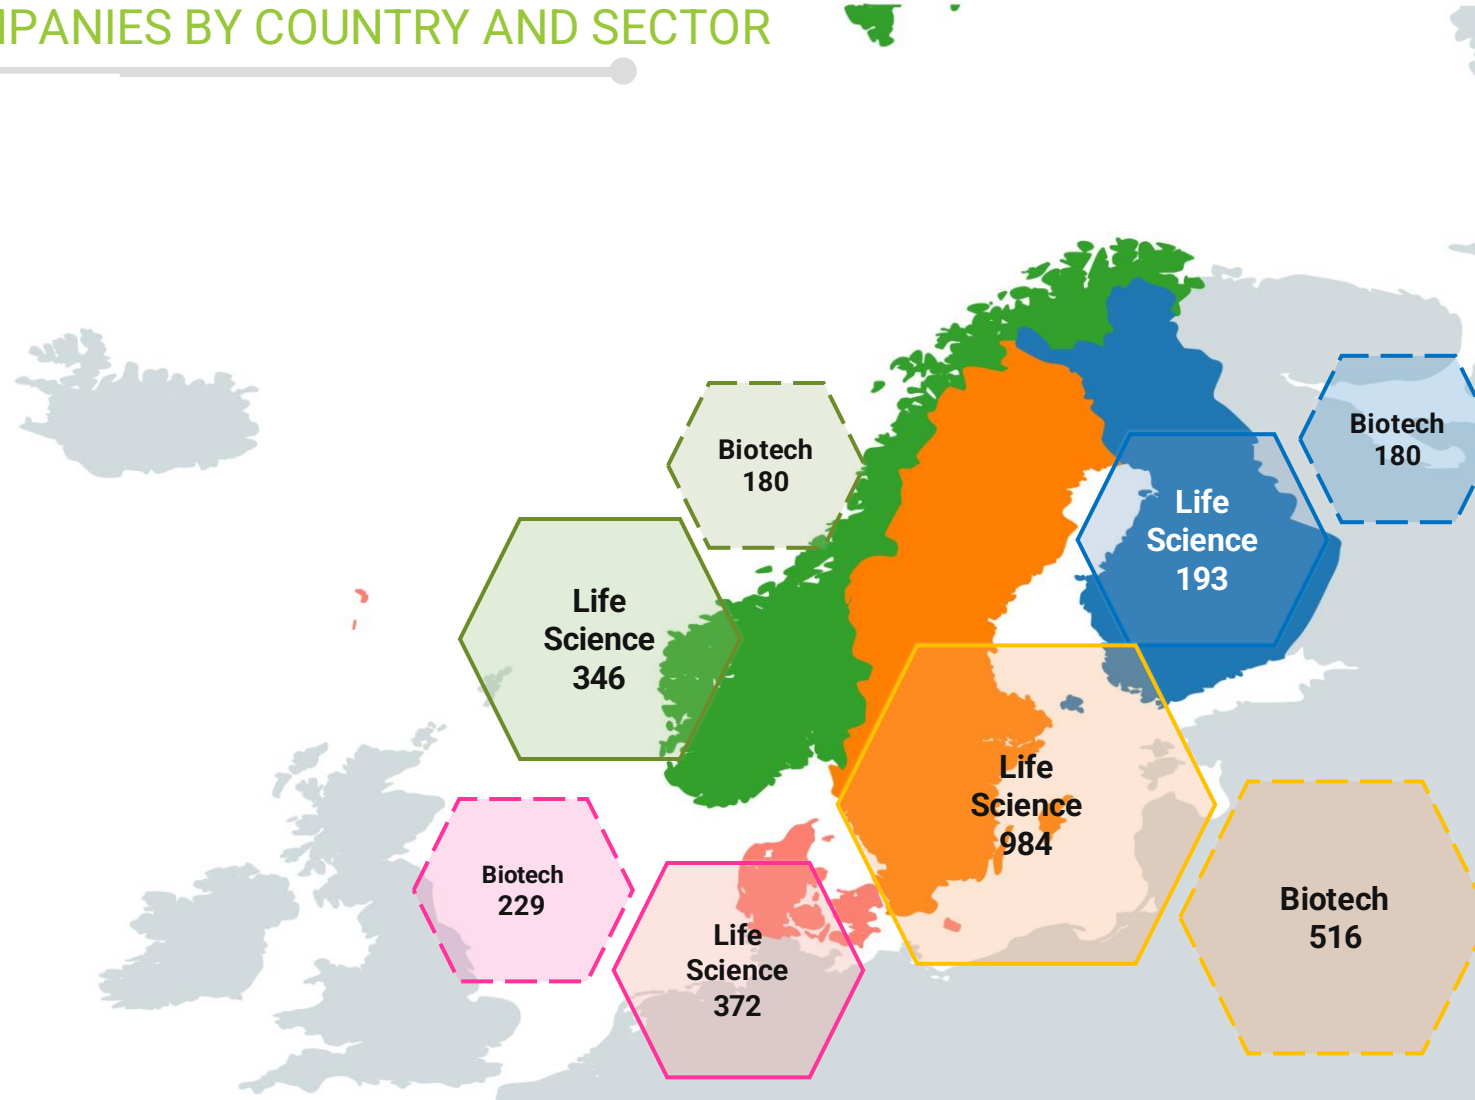 MPANIES BY COUNTRY AND SECTOR
Biotech
180
Biotech
180
Life
Science
193
Life
Science
346
Life
Science
984
Biotech
229
Biotech
516
Life
Science
372